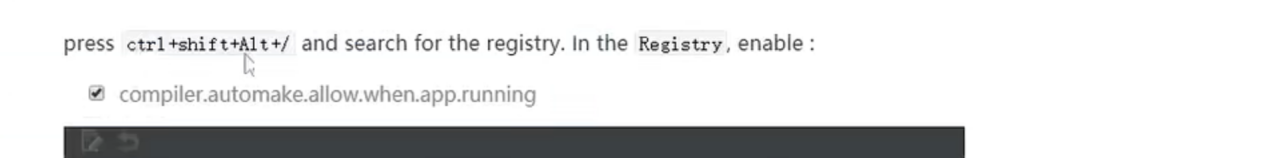 press ctrl+shift+Alt+/ and search for the registry. In the Registry, enable :
compiler.automake.allow.when.app.running